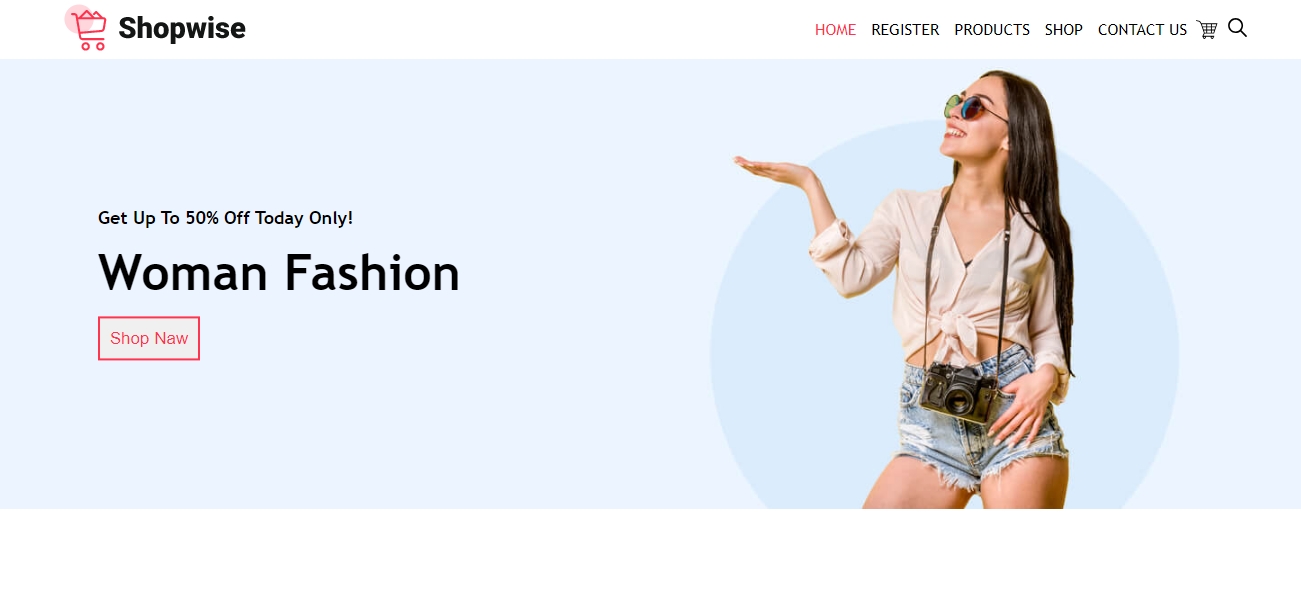 Shopwise
HOME REGISTER PRODUCTS SHOP CONTACT US
Get Up To 50% Off Today Only!
Woman Fashion
Shop Naw